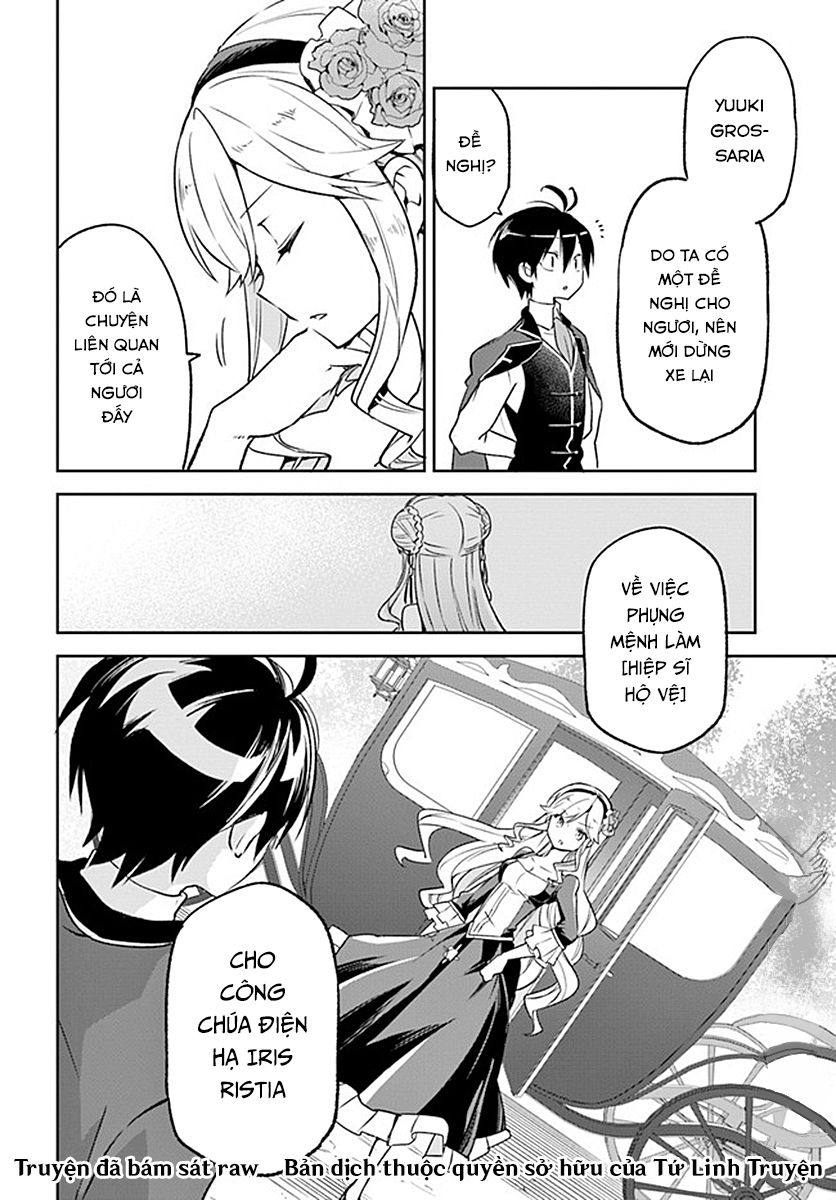 YUUKI
GROS-
SARIA
DO TA CÓ
MỘT ĐỀ
NGHỊ CHO
NGƯƠI, NÊN
MỚI DỪNG
XE LẠI
ĐỀ
NGHỊ?
ĐÓ LÀ
CHUYỆN
LIÊN QUAN
TỚI CẢ
NGƯƠI
ĐẤY
VỀ VIỆC
PHỤNG
MỆNH LÀM
[HIỆP SĨ
HỘ VỆ]
CHO
CÔNG
CHÚA ĐIỆN
HẠ IRIS
RISTIA
Truyện đã bám sát raw... Bản dịch thuộc quyền sở hữu của Tứ Linh Truyện